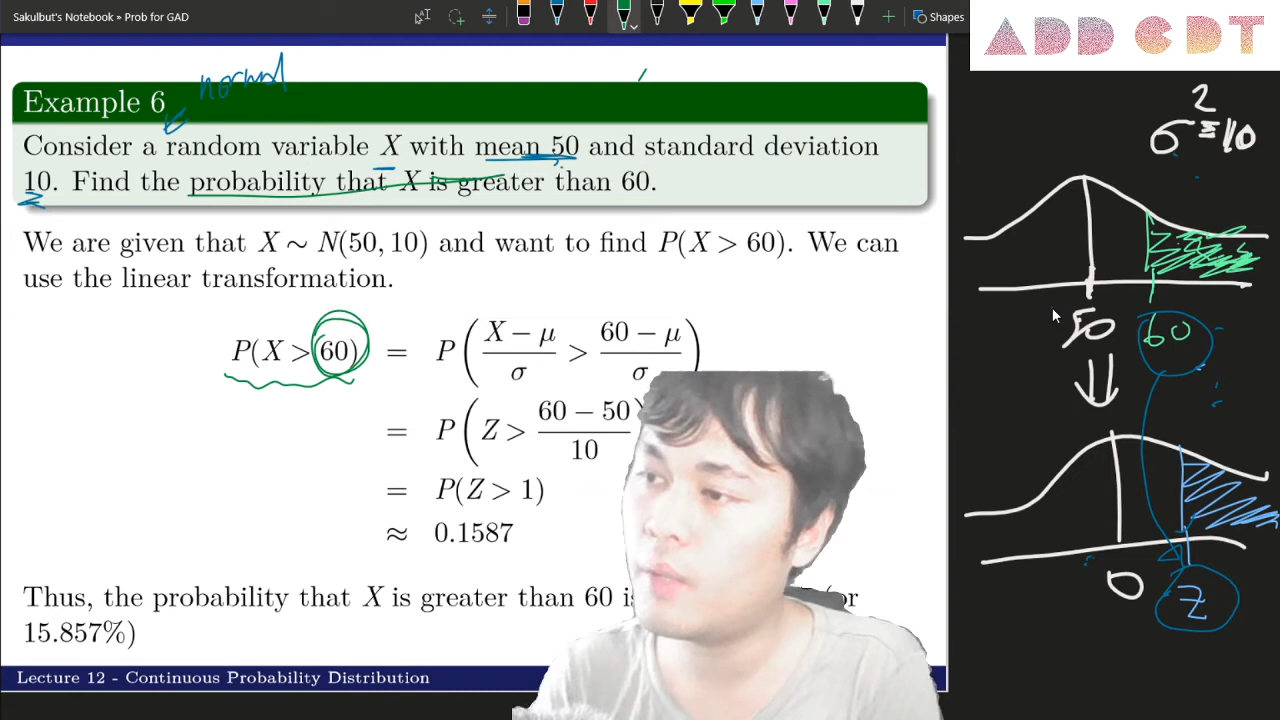 Sakulbut's Notebook » Prob for GAD
Shapes
ADD CDT
normal
Example 6
Consider a random variable X with mean 50 and standard deviation
10. Find the probability that X is greater than 60.
We are given that X ∼ N(50, 10) and want to find P(X > 60). We can
use the linear transformation.
P(X > 60) = P( (X − μ)/σ > (60 − μ)/σ )
= P( Z > (60 − 50)/10
= P(Z > 1)
≈ 0.1587
Thus, the probability that X is greater than 60 is (or
15.857%)
Lecture 12 - Continuous Probability Distribution
σ² = 10
50
60
0
Z